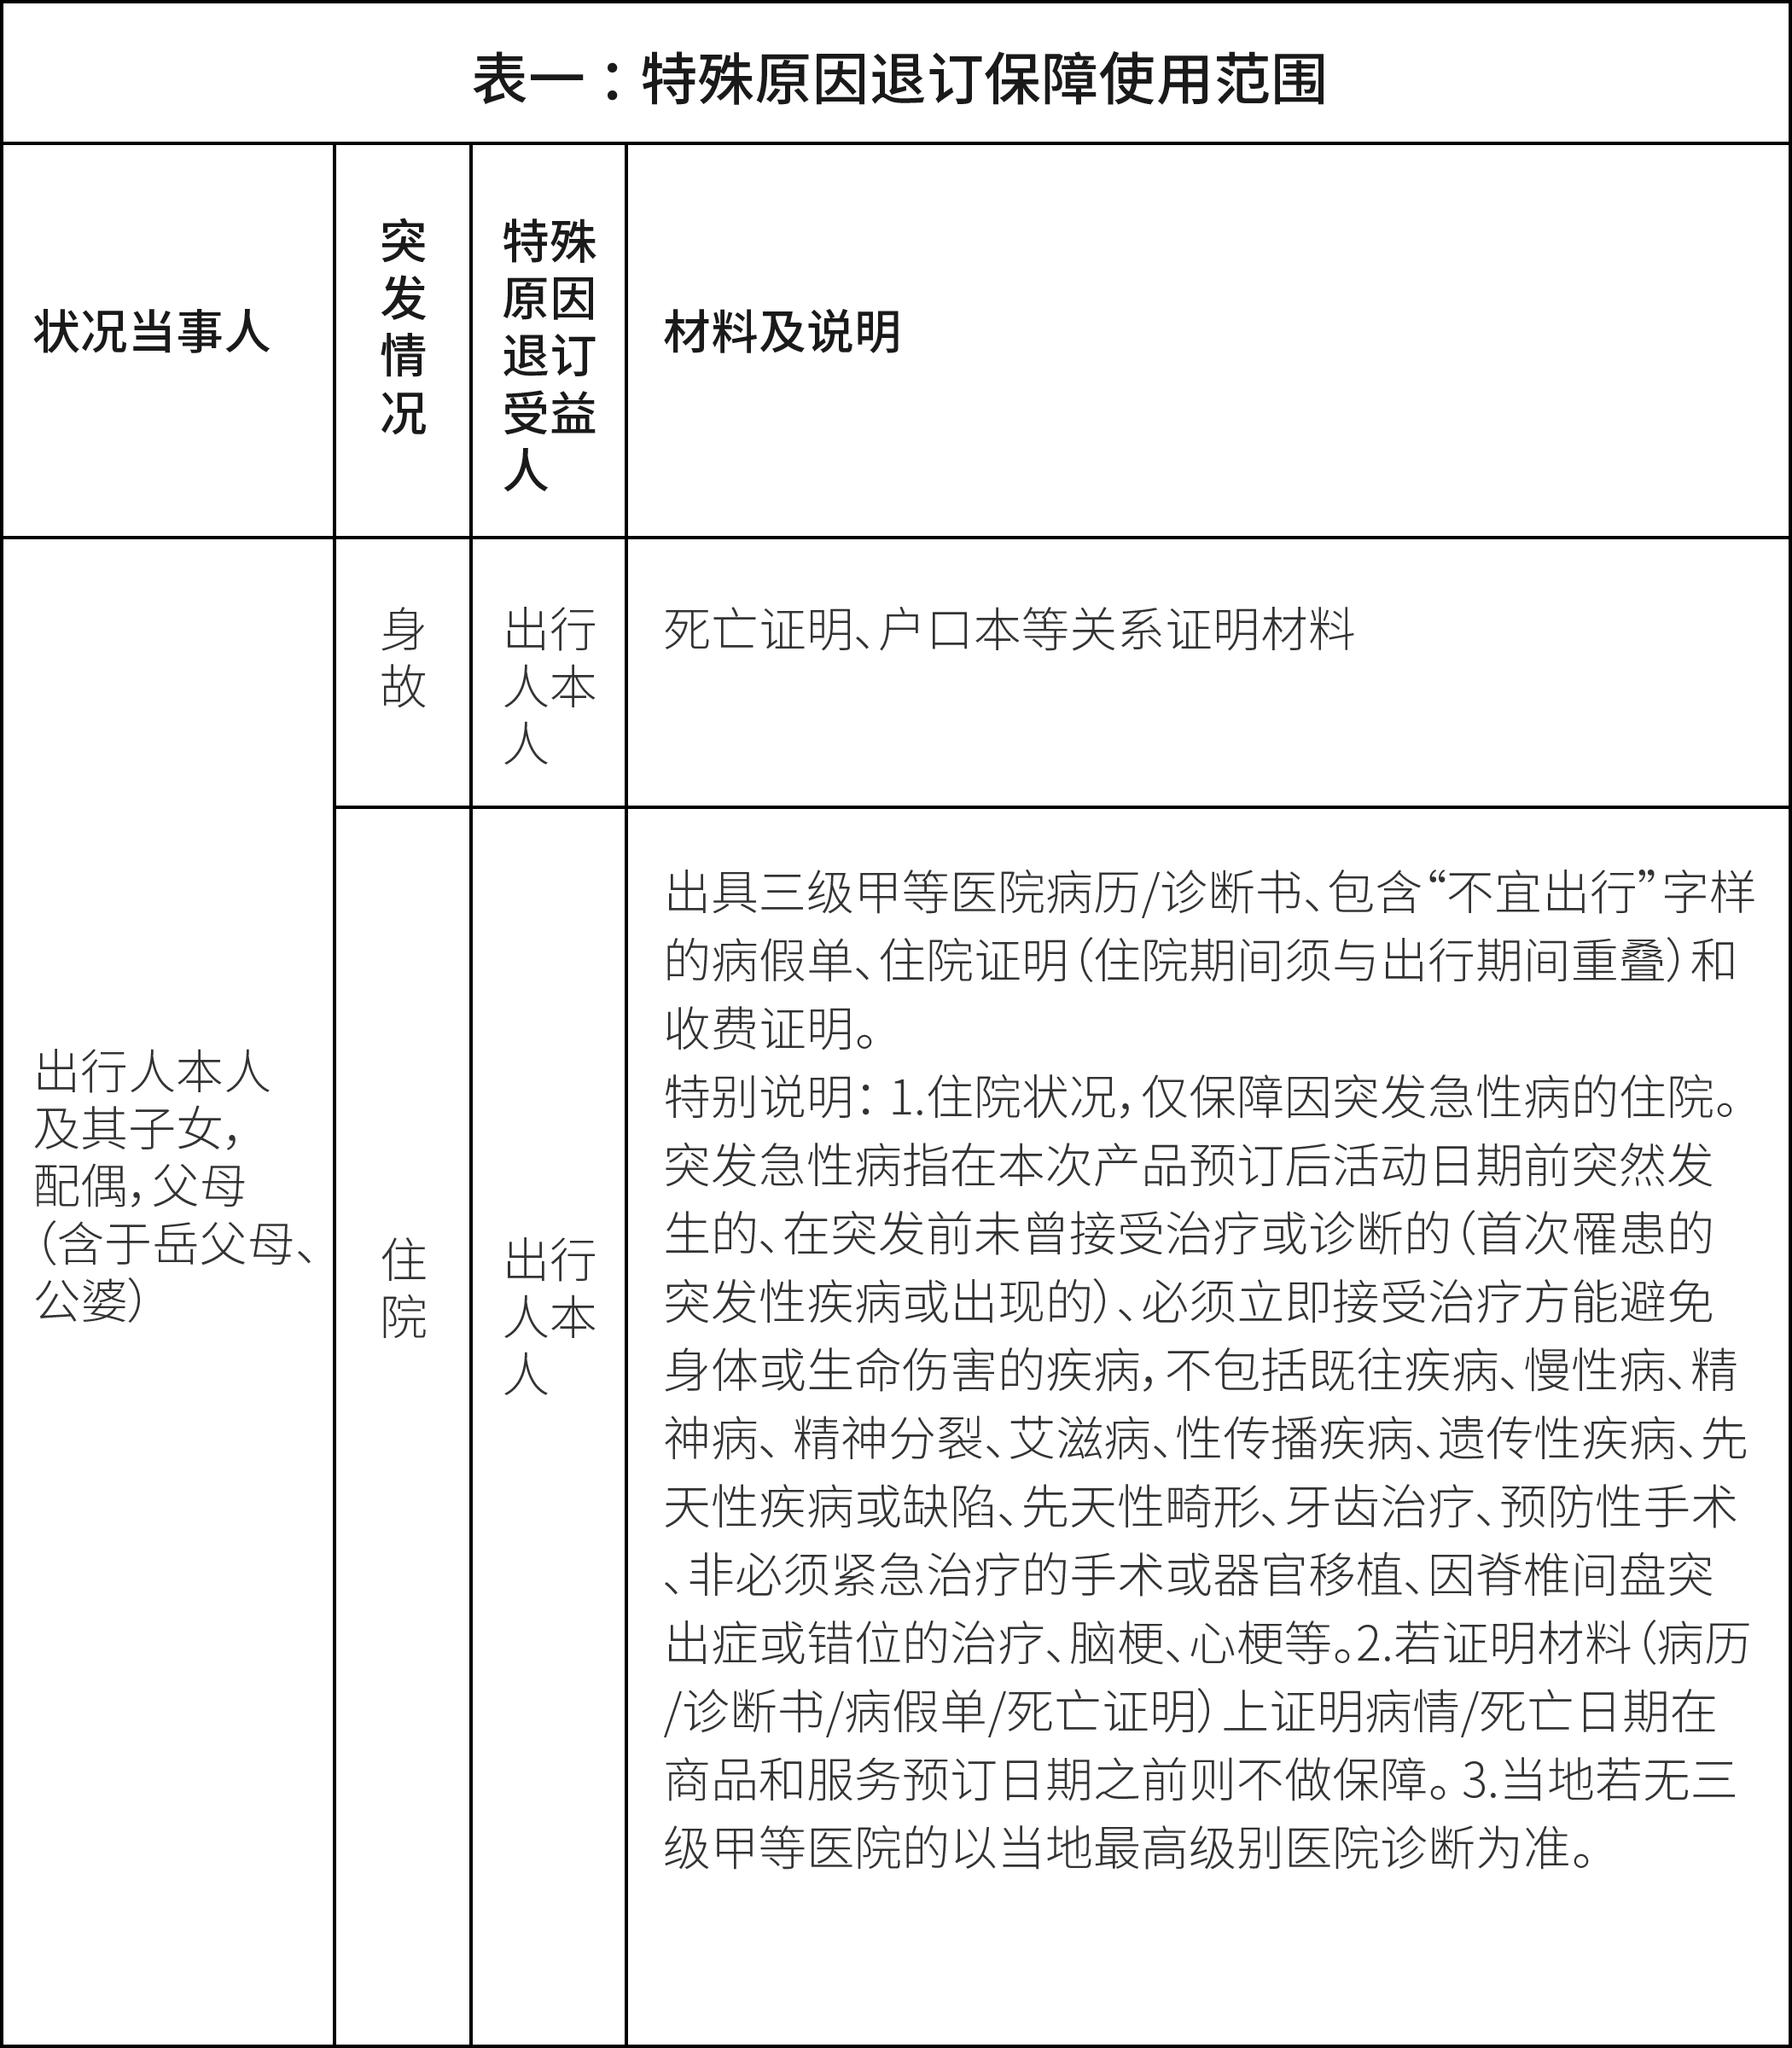 表一：特殊原因退订保障使用范围
状况当事人
突
发
情
况
特殊
原因
退订
受益
人
材料及说明
出行人本人
及其子女，
配偶，父母
（含于岳父母、
公婆）
身
故
出行
人本
人
死亡证明、户口本等关系证明材料
住
院
出行
人本
人
出具三级甲等医院病历/诊断书、包含“不宜出行”字样
的病假单、住院证明（住院期间须与出行期间重叠）和
收费证明。
特别说明：1.住院状况，仅保障因突发急性病的住院。
突发急性病指在本次产品预订后活动日期前突然发
生的、在突发前未曾接受治疗或诊断的（首次罹患的
突发性疾病或出现的）、必须立即接受治疗方能避免
身体或生命伤害的疾病，不包括既往疾病、慢性病、精
神病、精神分裂、艾滋病、性传播疾病、遗传性疾病、先
天性疾病或缺陷、先天性畸形、牙齿治疗、预防性手术
、非必须紧急治疗的手术或器官移植、因脊椎间盘突
出症或错位的治疗、脑梗、心梗等。2.若证明材料（病历
/诊断书/病假单/死亡证明）上证明病情/死亡日期在
商品和服务预订日期之前则不做保障。3.当地若无三
级甲等医院的以当地最高级别医院诊断为准。